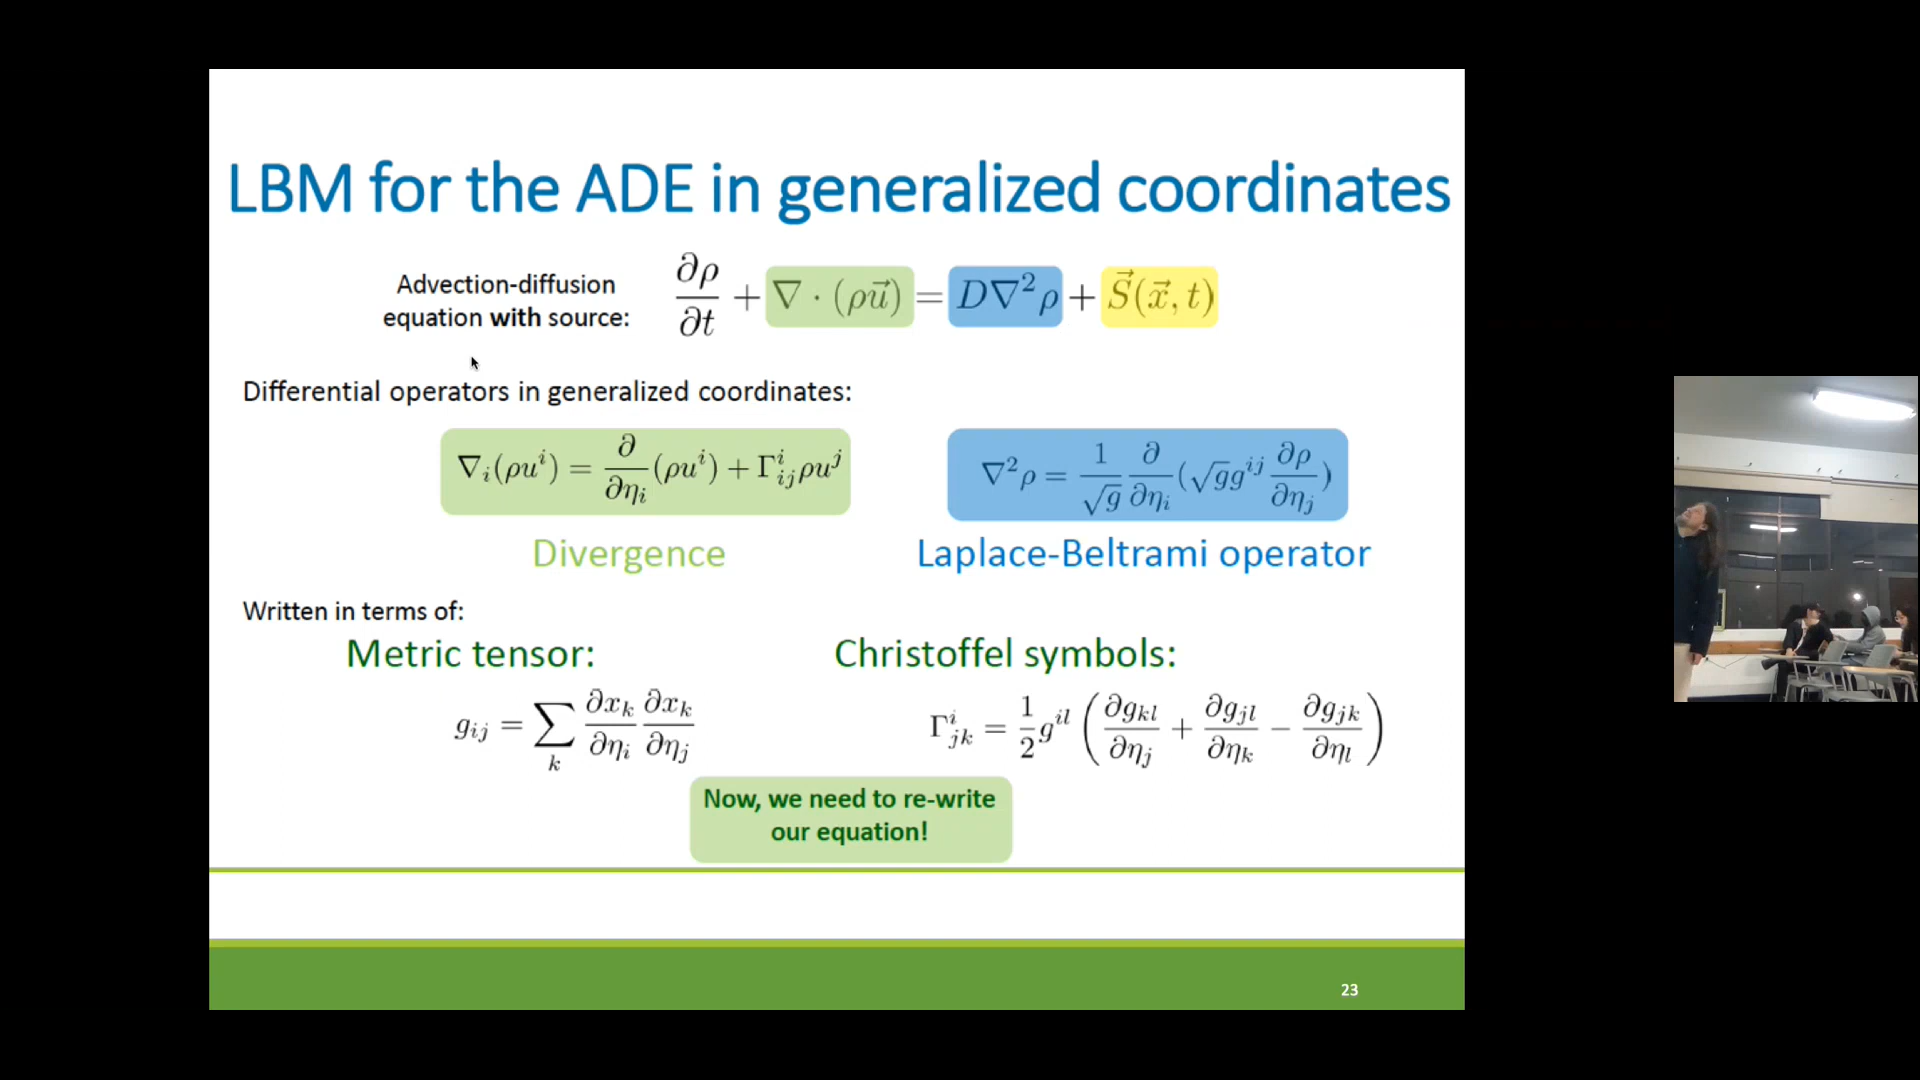 LBM for the ADE in generalized coordinates
Advection-diffusion
equation with source:
∂ρ/∂t + ∇ · (ρu⃗) = D∇²ρ + S⃗(x⃗, t)
Differential operators in generalized coordinates:
∇ᵢ(ρuⁱ) = ∂/∂ηᵢ (ρuⁱ) + Γⁱᵢⱼρuʲ
∇²ρ = 1/√g ∂/∂ηᵢ (√g gⁱʲ ∂ρ/∂ηⱼ)
Divergence
Laplace-Beltrami operator
Written in terms of:
Metric tensor:
Christoffel symbols:
gᵢⱼ = ∑ₖ ∂xₖ/∂ηᵢ ∂xₖ/∂ηⱼ
Γⁱⱼₖ = 1/2 gⁱˡ (∂gₖₗ/∂ηⱼ + ∂gⱼₗ/∂ηₖ − ∂gⱼₖ/∂ηₗ)
Now, we need to re-write
our equation!
23